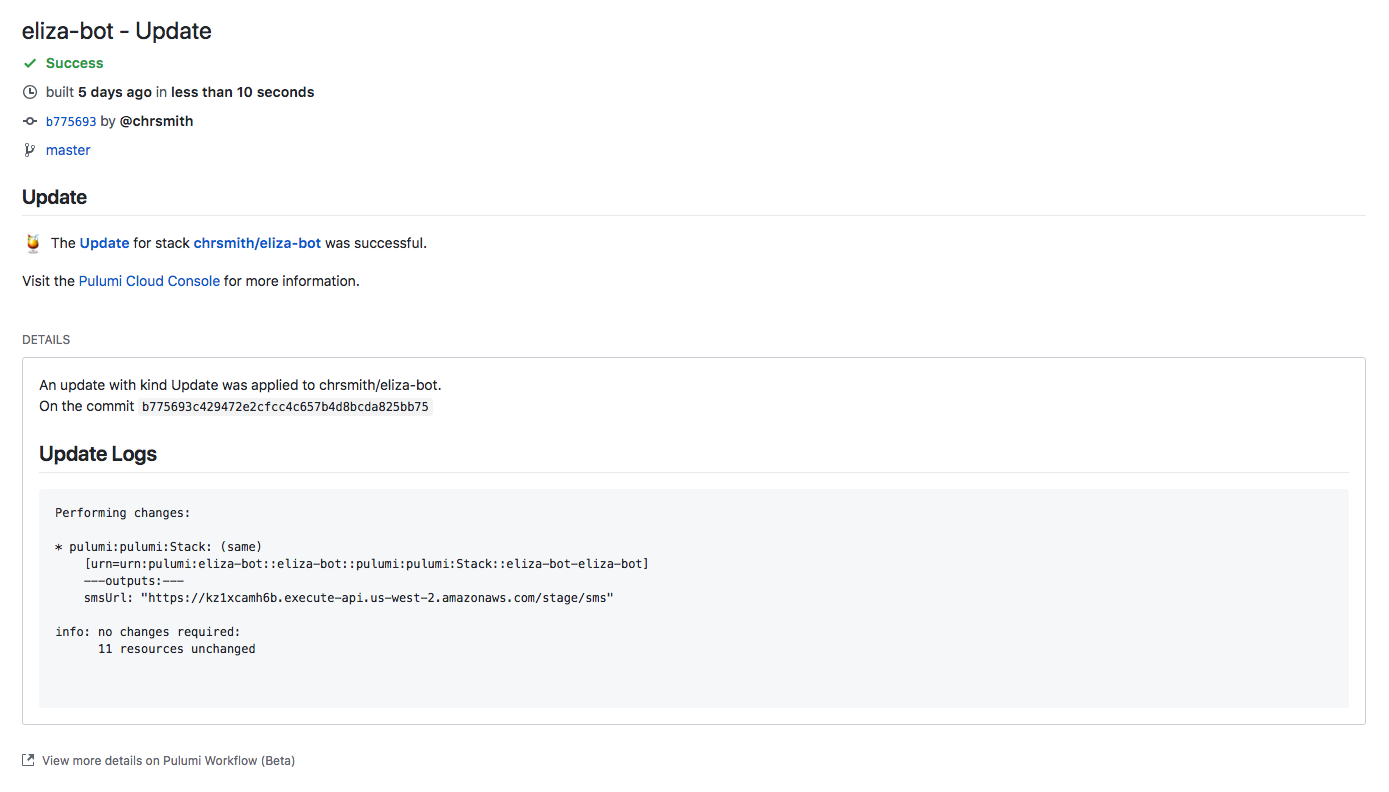 eliza-bot - Update
Success
built 5 days ago in less than 10 seconds
b775693 by @chrsmith
master
Update
The Update for stack chrsmith/eliza-bot was successful.
Visit the Pulumi Cloud Console for more information.
DETAILS
An update with kind Update was applied to chrsmith/eliza-bot.
On the commit b775693c429472e2cfcc4c657b4d8bcda825bb75
Update Logs
Performing changes:
* pulumi:pulumi:Stack: (same)
[urn=urn:pulumi:eliza-bot::eliza-bot::pulumi:pulumi:Stack::eliza-bot-eliza-bot]
---outputs:---
smsUrl: "https://kz1xcamh6b.execute-api.us-west-2.amazonaws.com/stage/sms"
info: no changes required:
11 resources unchanged
View more details on Pulumi Workflow (Beta)